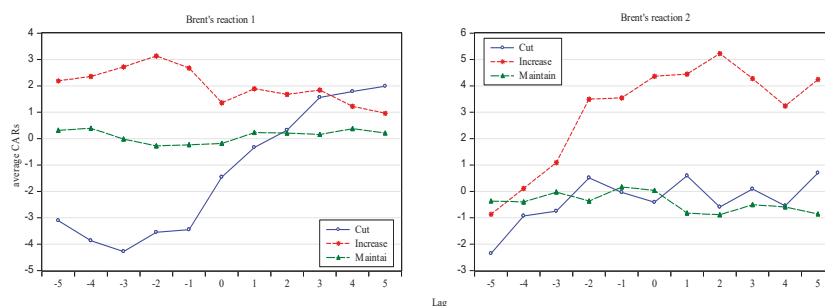 Brent's reaction 1
average CARs
5
4
3
2
1
0
-1
-2
-3
-4
-5
-5 -4 -3 -2 -1 0 1 2 3 4 5
Cut
Increase
Maintai
Brent's reaction 2
6
5
4
3
2
1
0
-1
-2
-3
-5 -4 -3 -2 -1 0 1 2 3 4 5
Cut
Increase
Maintain
Lag